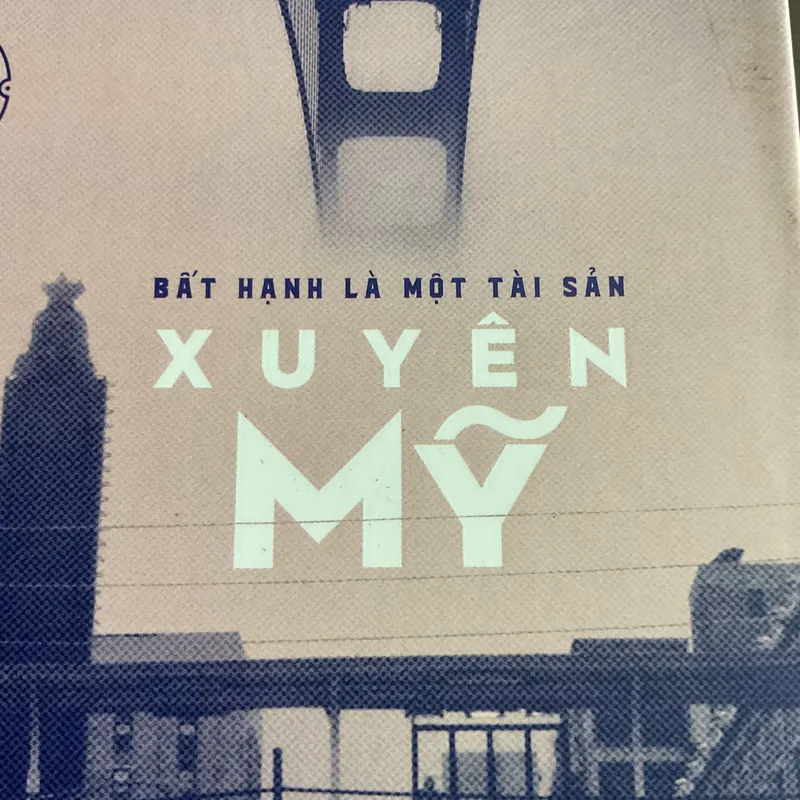 BẤT HẠNH LÀ MỘT TÀI SẢN
XUYÊN
MỸ